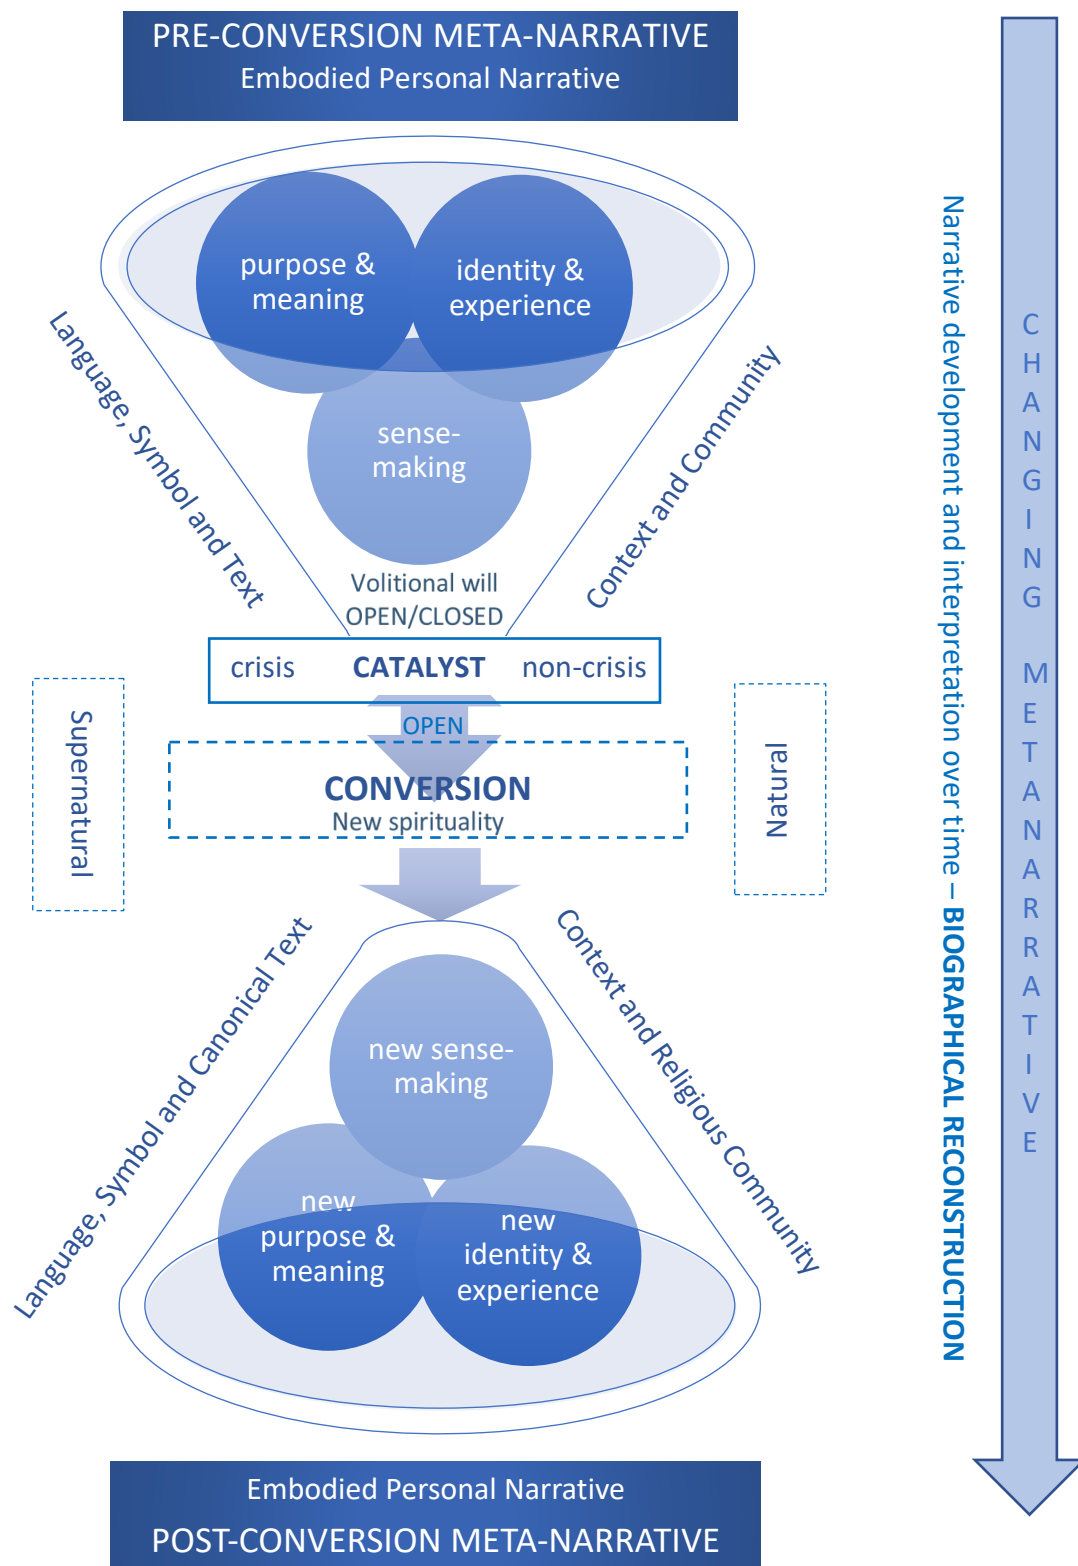 PRE-CONVERSION META-NARRATIVE
Embodied Personal Narrative
purpose &
meaning
identity &
experience
sense-
making
Language, Symbol and Text
Context and Community
Volitional will
OPEN/CLOSED
crisis CATALYST non-crisis
OPEN
Supernatural
CONVERSION
New spirituality
Natural
Language, Symbol and Canonical Text
Context and Religious Community
new sense-
making
new
purpose &
meaning
new
identity &
experience
Embodied Personal Narrative
POST-CONVERSION META-NARRATIVE
Narrative development and interpretation over time – BIOGRAPHICAL RECONSTRUCTION
CHANGING METANARRATIVE